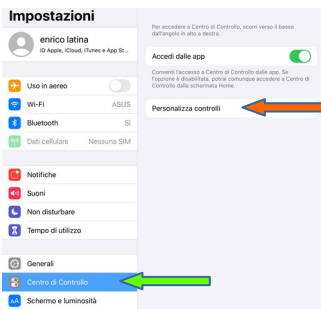 Impostazioni
enrico latina
ID Apple, iCloud, iTunes e App St...
Uso in aereo
Wi-Fi
ASUS
Bluetooth
Sì
Dati cellulare
Nessuna SIM
Notifiche
Suoni
Non disturbare
Tempo di utilizzo
Generali
Centro di Controllo
AA Schermo e luminosità
Per accedere a Centro di Controllo, scorri verso il basso
dall'angolo in alto a destra.
Accedi dalle app
Consenti l'accesso a Centro di Controllo dalle app. Se
l'opzione è disabilitata, potrai comunque accedere a Centro di
Controllo dalla schermata Home.
Personalizza controlli